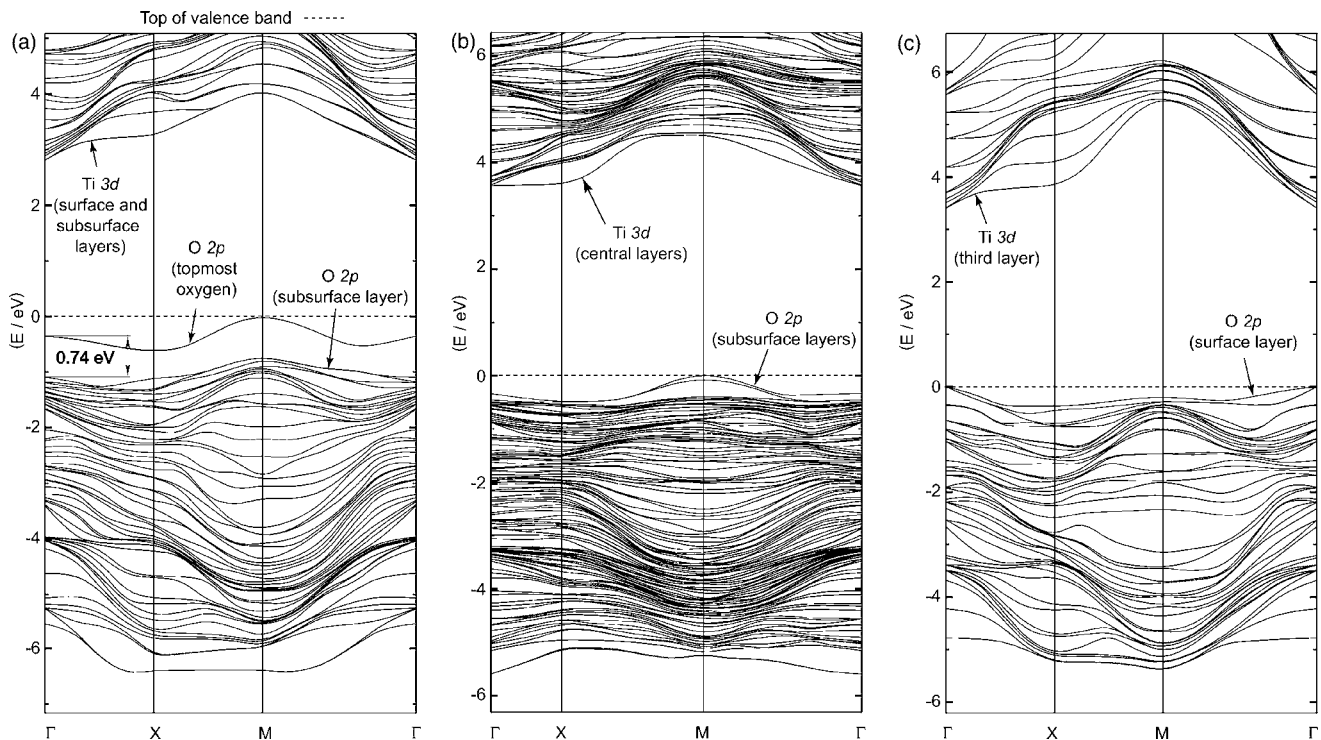 Top of valence band
(a)
4
2
0
-2
-4
-6
(E / eV)
Ti 3d
(surface and
subsurface
layers)
O 2p
(topmost
oxygen)
O 2p
(subsurface layer)
0.74 eV
Γ X M Γ
(b)
6
4
2
0
-2
-4
-6
(E / eV)
Ti 3d
(central layers)
O 2p
(subsurface layers)
X M Γ
(c)
6
4
2
0
-2
-4
-6
(E / eV)
Ti 3d
(third layer)
O 2p
(surface layer)
Γ X M Γ